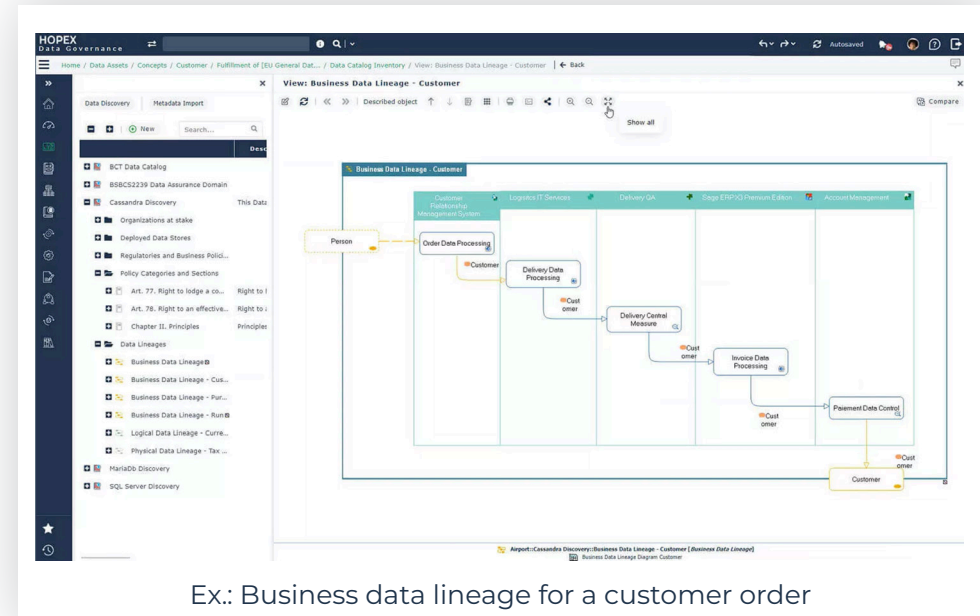 HOPEX
Data Governance
Autosaved
Home / Data Assets / Concepts / Customer / Fulfillment of [EU General Dat... / Data Catalog Inventory / View: Business Data Lineage - Customer | ← Back
View: Business Data Lineage - Customer
Data Discovery Metadata Import
Described object
Compare
New Search...
Show all
Desc
BCT Data Catalog
BSBCS2239 Data Assurance Domain
Cassandra Discovery This Data
Organizations at stake
Deployed Data Stores
Regulatories and Business Polici...
Policy Categories and Sections
Art. 77. Right to lodge a co... Right to l
Art. 78. Right to an effective... Right to
Chapter II. Principles Principles
Data Lineages
Business Data Lineage
Business Data Lineage - Cus...
Business Data Lineage - Pur...
Business Data Lineage - Run
Logical Data Lineage - Curre...
Physical Data Lineage - Tax ...
MariaDb Discovery
SQL Server Discovery
Business Data Lineage - Customer
Customer
Relationship
Management System
Logistics IT Services
Delivery QA
Sage ERP/X3 Premium Edition
Account Management
Person
Order Data Processing
Customer
Delivery Data
Processing
Cust
omer
Delivery Central
Measure
Cust
omer
Invoice Data
Processing
Cust
omer
Paiement Data Control
Cust
omer
Customer
Airport::Cassandra Discovery::Business Data Lineage - Customer [Business Data Lineage]
Business Data Lineage Diagram Customer
Ex.: Business data lineage for a customer order